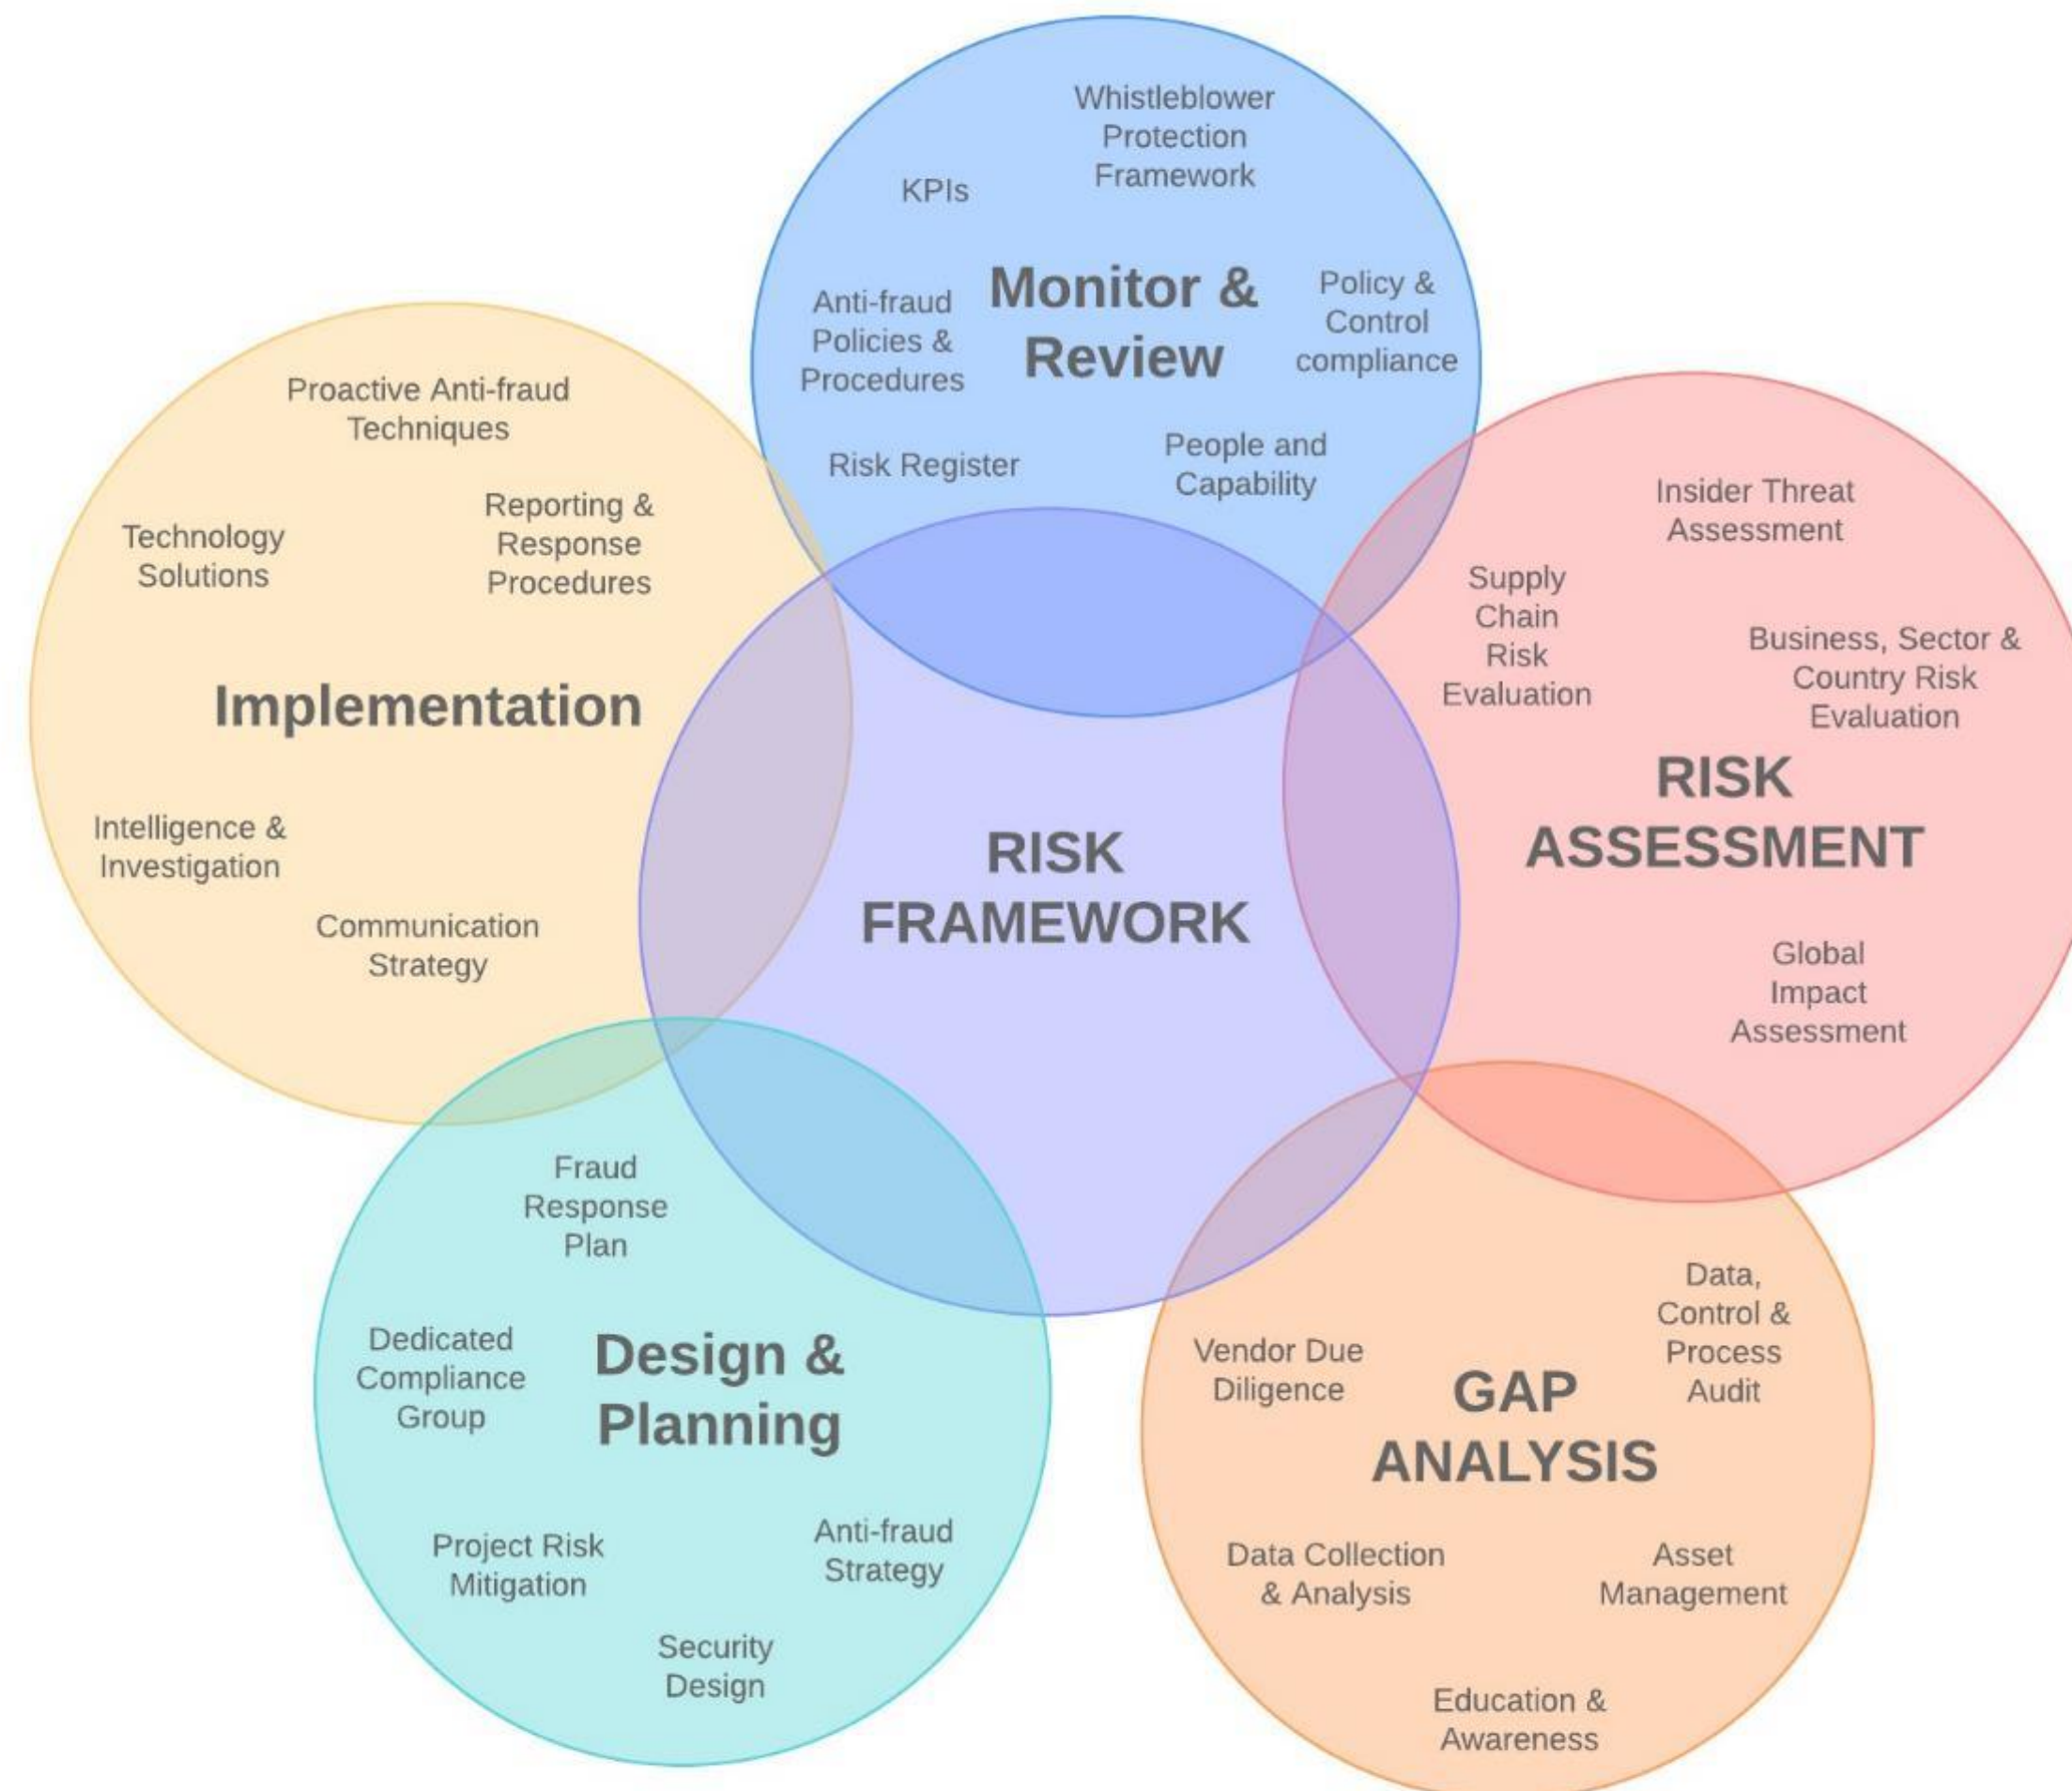 Whistleblower
Protection
Framework
KPIs
Monitor &
Review
Anti-fraud
Policies &
Procedures
Policy &
Control
compliance
Risk Register
People and
Capability
Proactive Anti-fraud
Techniques
Technology
Solutions
Reporting &
Response
Procedures
Implementation
Intelligence &
Investigation
Communication
Strategy
RISK
FRAMEWORK
Insider Threat
Assessment
Supply
Chain
Risk
Evaluation
Business, Sector &
Country Risk
Evaluation
RISK
ASSESSMENT
Global
Impact
Assessment
Fraud
Response
Plan
Dedicated
Compliance
Group
Design &
Planning
Project Risk
Mitigation
Anti-fraud
Strategy
Security
Design
Data,
Control &
Process
Audit
Vendor Due
Diligence
GAP
ANALYSIS
Data Collection
& Analysis
Asset
Management
Education &
Awareness